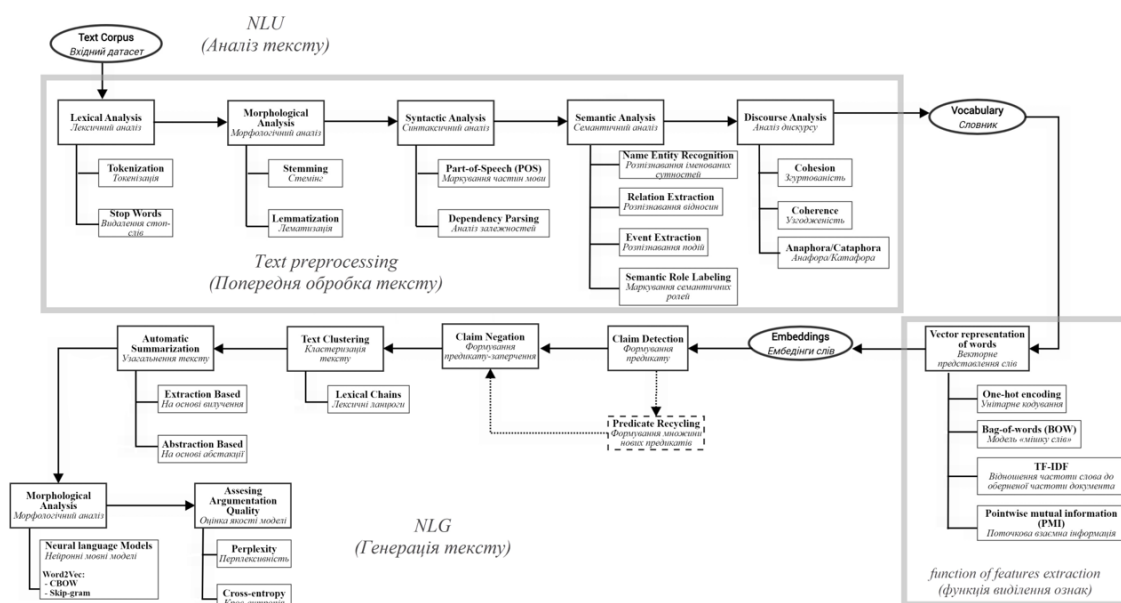 NLU
(Аналіз тексту)
Text Corpus
Вхідний датасет
Lexical Analysis
Лексичний аналіз
Tokenization
Токенізація
Stop Words
Видалення стоп-
слів
Morphological
Analysis
Морфологічний аналіз
Stemming
Стемінг
Lemmatization
Лематизація
Syntactic Analysis
Синтаксичний аналіз
Part-of-Speech (POS)
Маркування частин мови
Dependency Parsing
Аналіз залежностей
Semantic Analysis
Семантичний аналіз
Name Entity Recognition
Розпізнавання іменованих
сутностей
Relation Extraction
Розпізнавання відносин
Event Extraction
Розпізнавання подій
Semantic Role Labeling
Маркування семантичних
ролей
Discourse Analysis
Аналіз дискурсу
Cohesion
Згуртованість
Coherence
Узгодженість
Anaphora/Cataphora
Анафора/Катафора
Text preprocessing
(Попередня обробка тексту)
Vocabulary
Словник
Vector representation
of words
Векторне
представлення слів
One-hot encoding
Унітарне кодування
Bag-of-words (BOW)
Модель «мішку слів»
TF-IDF
Відношення частоти слова до
оберненої частоти документа
Pointwise mutual information
(PMI)
Поточкова взаємна інформація
function of features extraction
(функція виділення ознак)
Embeddings
Ембедінги слів
Claim Detection
Формування
предикату
Predicate Recycling
Формування множини
нових предикатів
Claim Negation
Формування
предикату-заперчення
Text Clustering
Кластеризація
тексту
Lexical Chains
Лексичні ланцюги
Automatic
Summarization
Узагальнення тексту
Extraction Based
На основі вилучення
Abstraction Based
На основі абстакції
Morphological
Analysis
Морфологічний аналіз
Neural language Models
Нейронні мовні моделі
Word2Vec:
- CBOW
- Skip-gram
Assesing
Argumentation
Quality
Оцінка якості моделі
Perplexity
Перплексивність
Cross-entropy
NLG
(Генерація тексту)